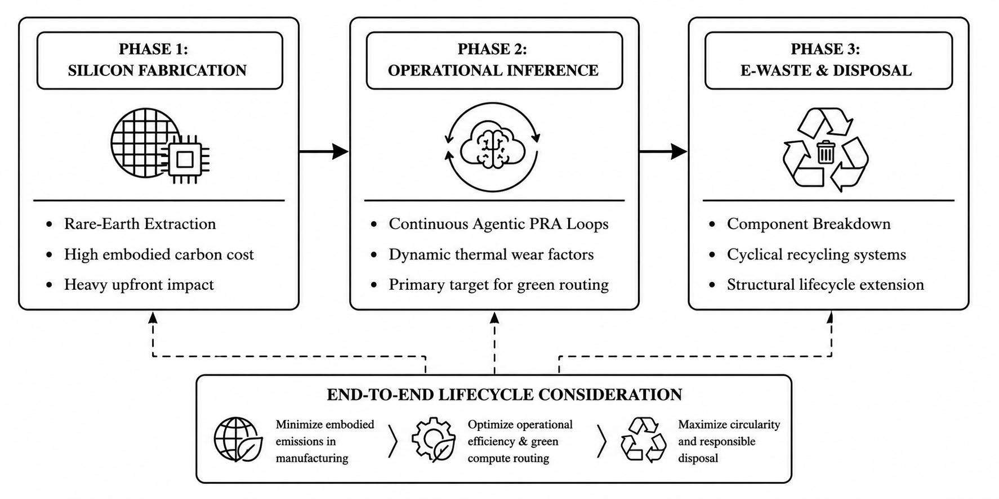 PHASE 1:
SILICON FABRICATION
• Rare-Earth Extraction
• High embodied carbon cost
• Heavy upfront impact
PHASE 2:
OPERATIONAL INFERENCE
• Continuous Agentic PRA Loops
• Dynamic thermal wear factors
• Primary target for green routing
PHASE 3:
E-WASTE & DISPOSAL
• Component Breakdown
• Cyclical recycling systems
• Structural lifecycle extension
END-TO-END LIFECYCLE CONSIDERATION
Minimize embodied
emissions in
manufacturing
Optimize operational
efficiency & green
compute routing
Maximize circularity
and responsible
disposal